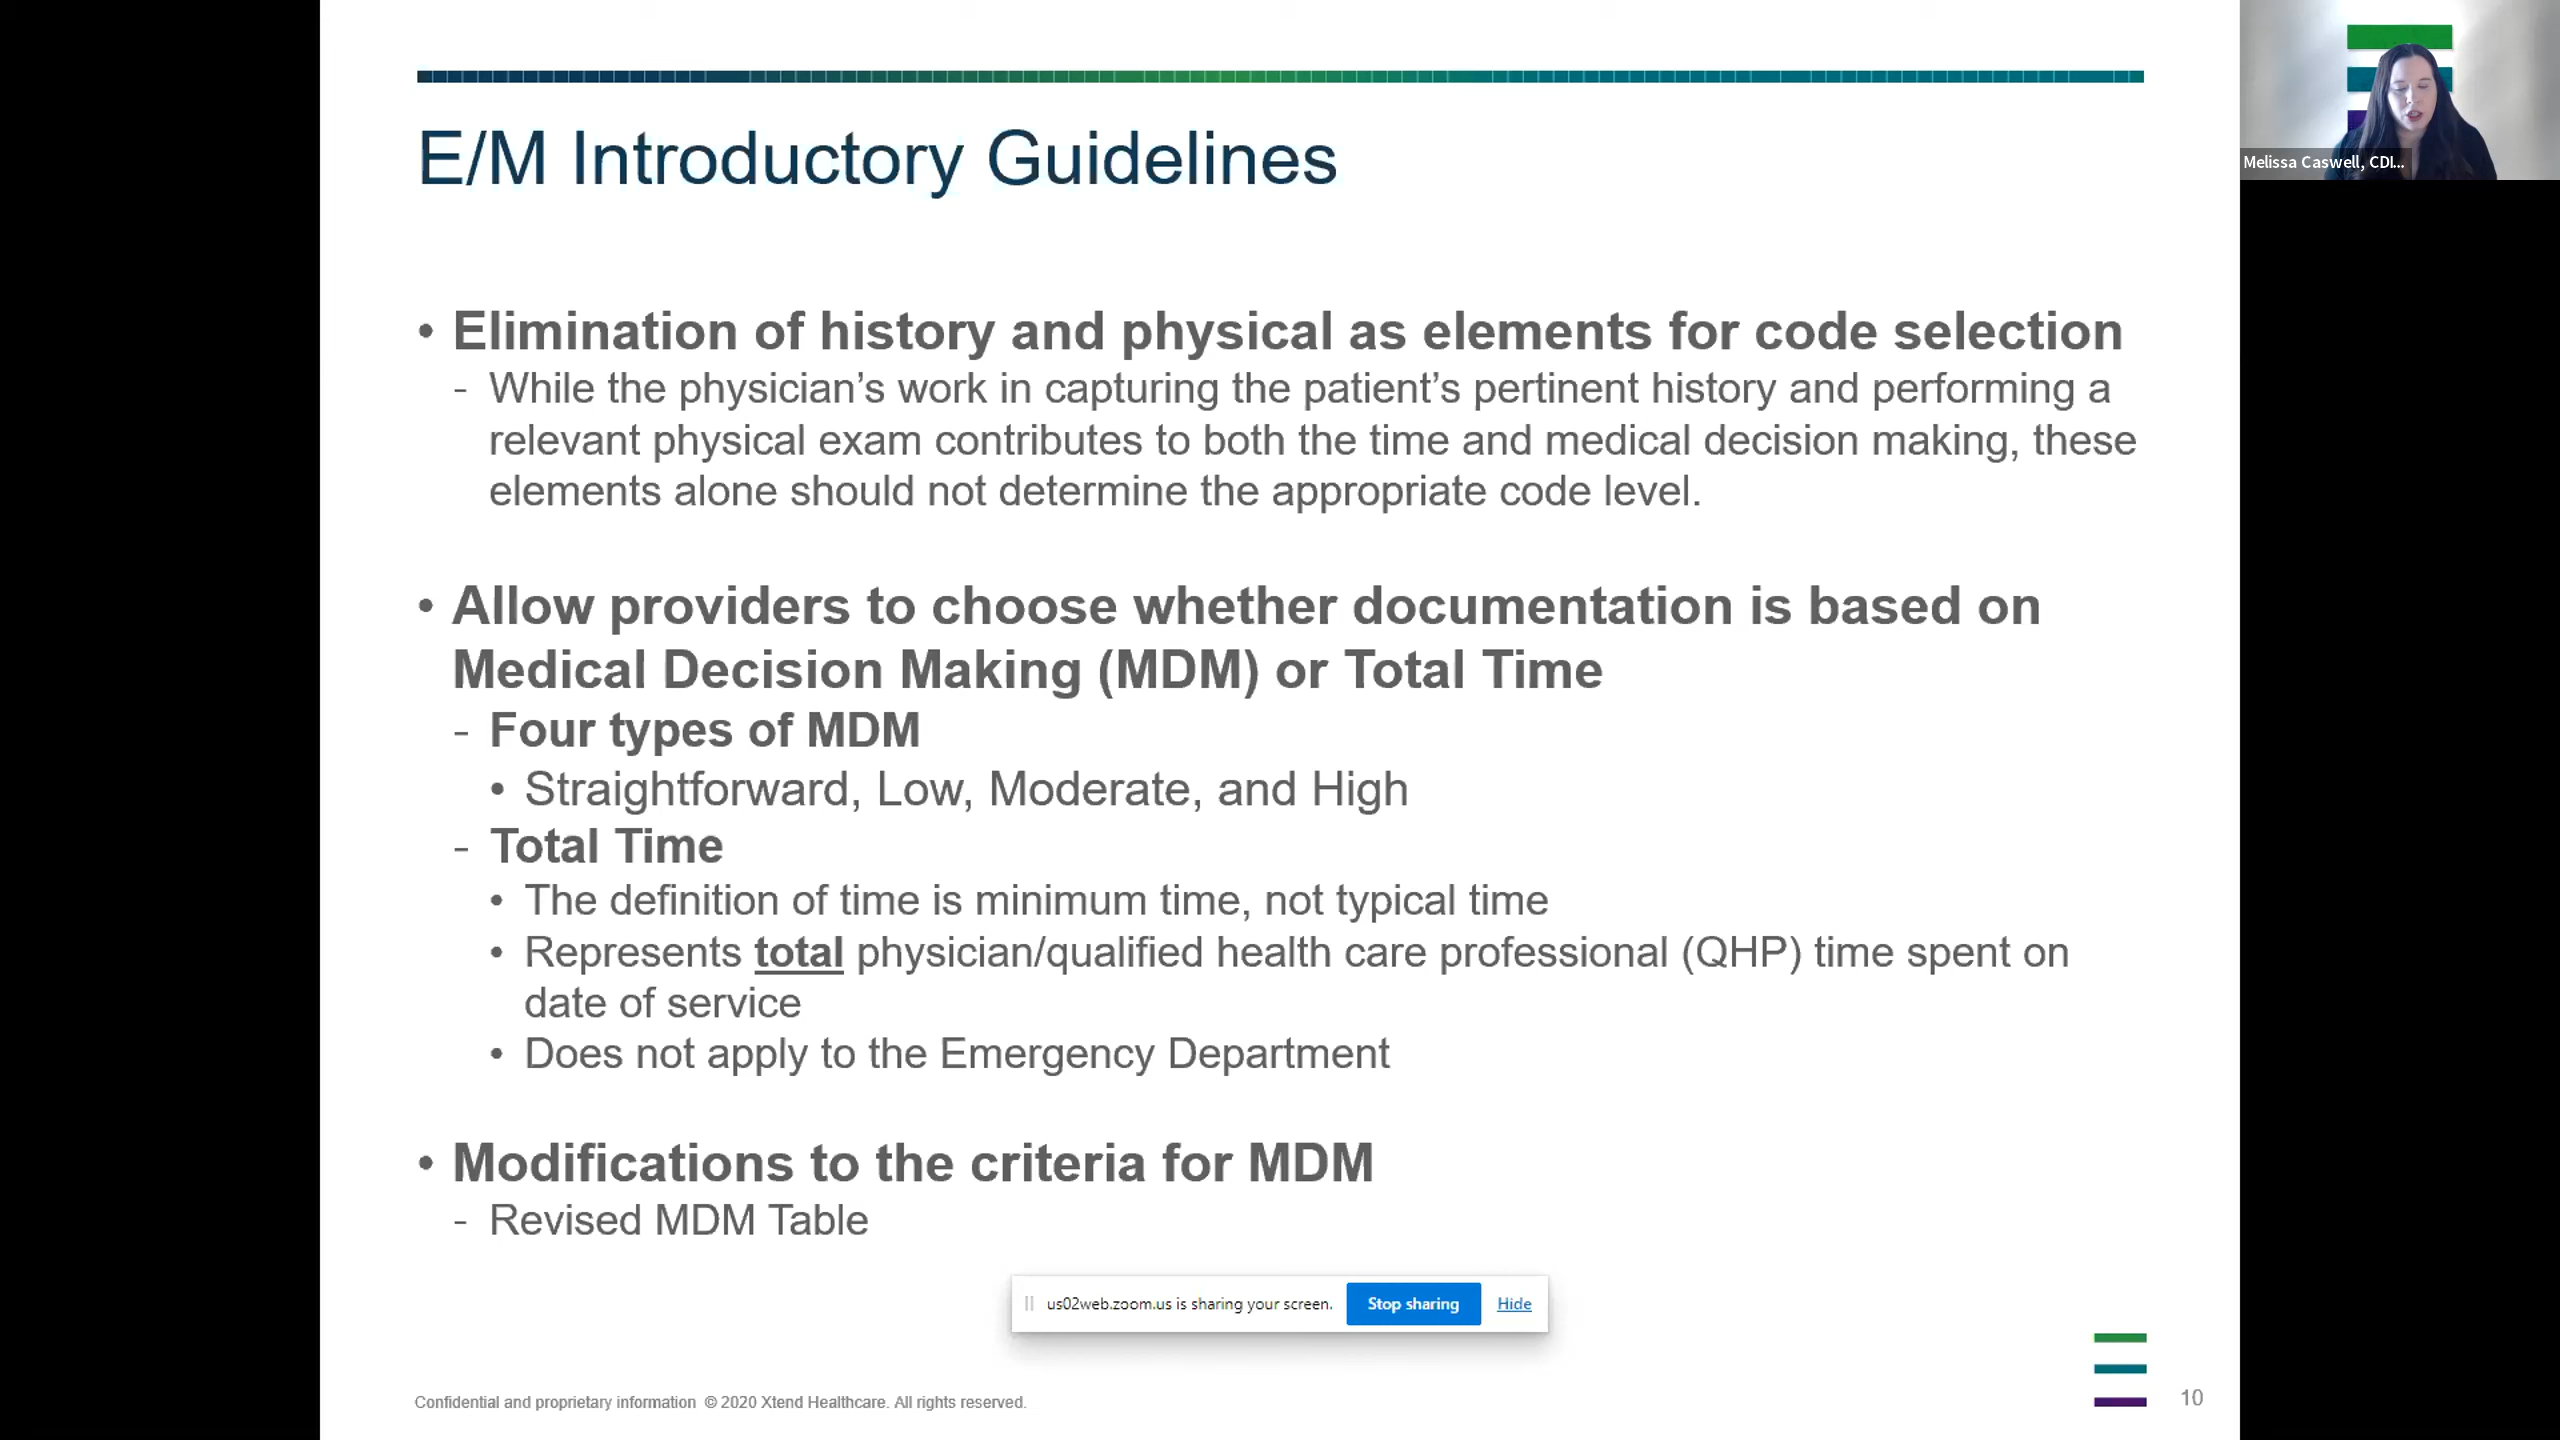 E/M Introductory Guidelines
• Elimination of history and physical as elements for code selection
- While the physician’s work in capturing the patient’s pertinent history and performing a
relevant physical exam contributes to both the time and medical decision making, these
elements alone should not determine the appropriate code level.
• Allow providers to choose whether documentation is based on
Medical Decision Making (MDM) or Total Time
- Four types of MDM
• Straightforward, Low, Moderate, and High
- Total Time
• The definition of time is minimum time, not typical time
• Represents total physician/qualified health care professional (QHP) time spent on
date of service
• Does not apply to the Emergency Department
• Modifications to the criteria for MDM
- Revised MDM Table
us02web.zoom.us is sharing your screen. Stop sharing Hide
Confidential and proprietary information © 2020 Xtend Healthcare. All rights reserved.
10
Melissa Caswell, CDI...